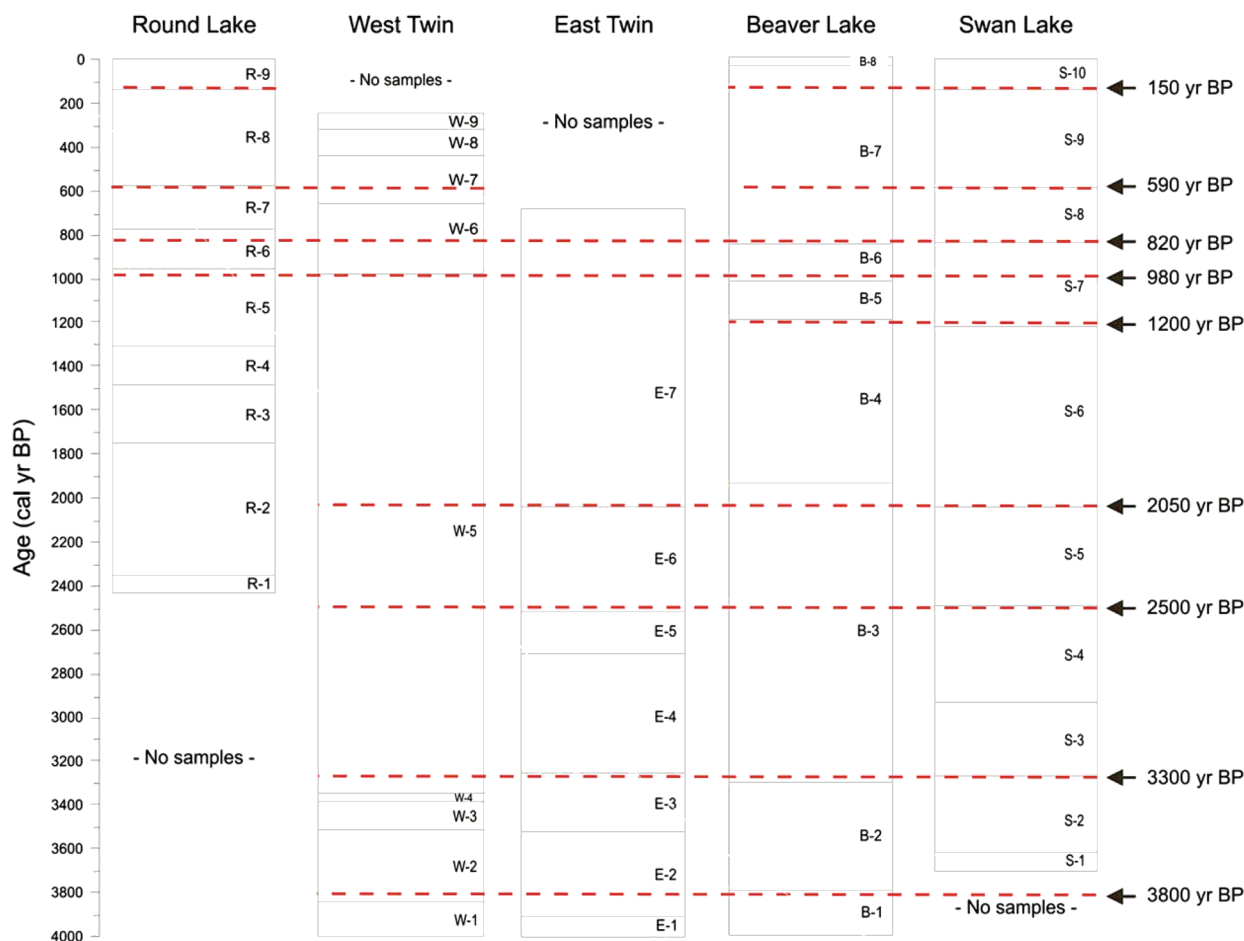 Round Lake West Twin East Twin Beaver Lake Swan Lake
Age (cal yr BP)
0
200
400
600
800
1000
1200
1400
1600
1800
2000
2200
2400
2600
2800
3000
3200
3400
3600
3800
4000
R-9
R-8
R-7
R-6
R-5
R-4
R-3
R-2
R-1
- No samples -
- No samples -
W-9
W-8
W-7
W-6
W-5
W-4
W-3
W-2
W-1
- No samples -
E-7
E-6
E-5
E-4
E-3
E-2
E-1
B-8
B-7
B-6
B-5
B-4
B-3
B-2
B-1
S-10
S-9
S-8
S-7
S-6
S-5
S-4
S-3
S-2
S-1
- No samples -
150 yr BP
590 yr BP
820 yr BP
980 yr BP
1200 yr BP
2050 yr BP
2500 yr BP
3300 yr BP
3800 yr BP